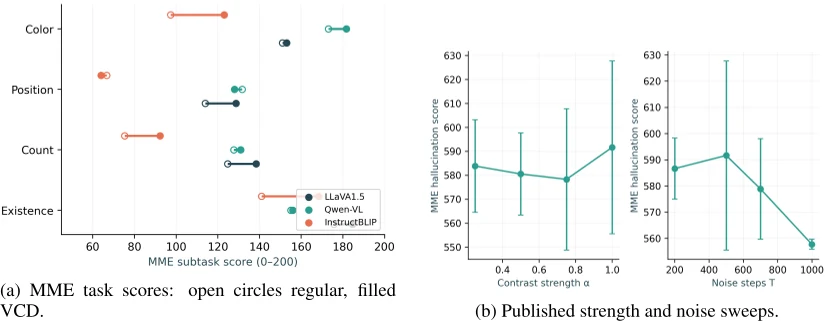 Color
Position
Count
Existence
LLaVA1.5
Qwen-VL
InstructBLIP
60 80 100 120 140 160 180 200
MME subtask score (0–200)
(a) MME task scores: open circles regular, filled
VCD.
MME hallucination score
630
620
610
600
590
580
570
560
550
0.4 0.6 0.8 1.0
Contrast strength α
MME hallucination score
630
620
610
600
590
580
570
560
200 400 600 800 1000
Noise steps T
(b) Published strength and noise sweeps.